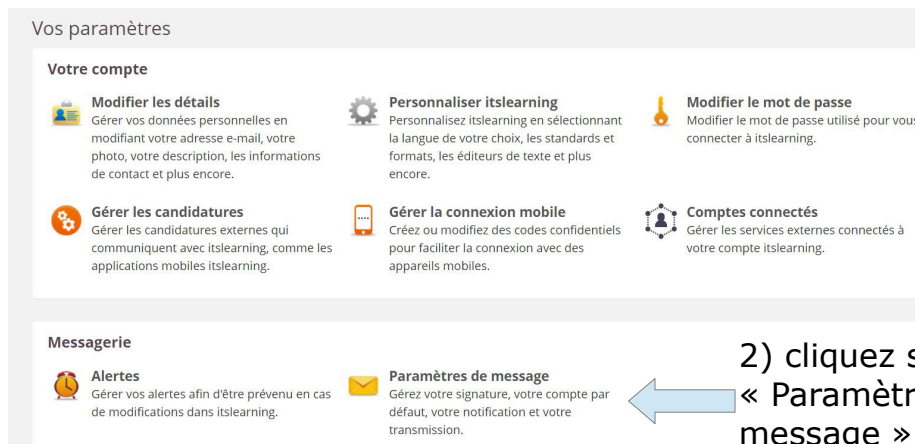 Vos paramètres
Votre compte
Modifier les détails
Gérer vos données personnelles en
modifiant votre adresse e-mail, votre
photo, votre description, les informations
de contact et plus encore.
Personnaliser itslearning
Personnalisez itslearning en sélectionnant
la langue de votre choix, les standards et
formats, les éditeurs de texte et plus
encore.
Modifier le mot de passe
Modifier le mot de passe utilisé pour vous
connecter à itslearning.
Gérer les candidatures
Gérer les candidatures externes qui
communiquent avec itslearning, comme les
applications mobiles itslearning.
Gérer la connexion mobile
Créez ou modifiez des codes confidentiels
pour faciliter la connexion avec des
appareils mobiles.
Comptes connectés
Gérer les services externes connectés à
votre compte itslearning.
Messagerie
Alertes
Gérer vos alertes afin d'être prévenu en cas
de modifications dans itslearning.
Paramètres de message
Gérez votre signature, votre compte par
défaut, votre notification et votre
transmission.
2) cliquez
« Paramètr
message »